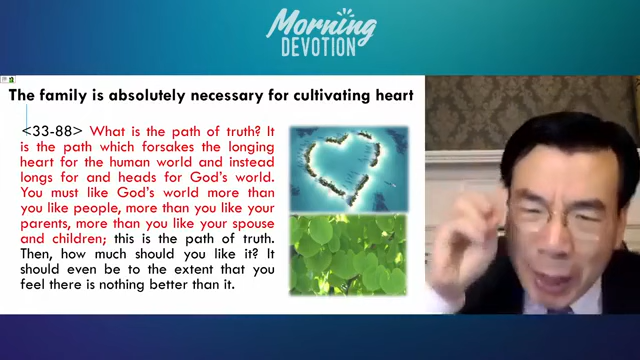 Morning
DEVOTION
The family is absolutely necessary for cultivating heart
<33-88> What is the path of truth? It
is the path which forsakes the longing
heart for the human world and instead
longs for and heads for God's world.
You must like God's world more than
you like people, more than you like your
parents, more than you like your spouse
and children; this is the path of truth.
Then, how much should you like it? It
should even be to the extent that you
feel there is nothing better than it.